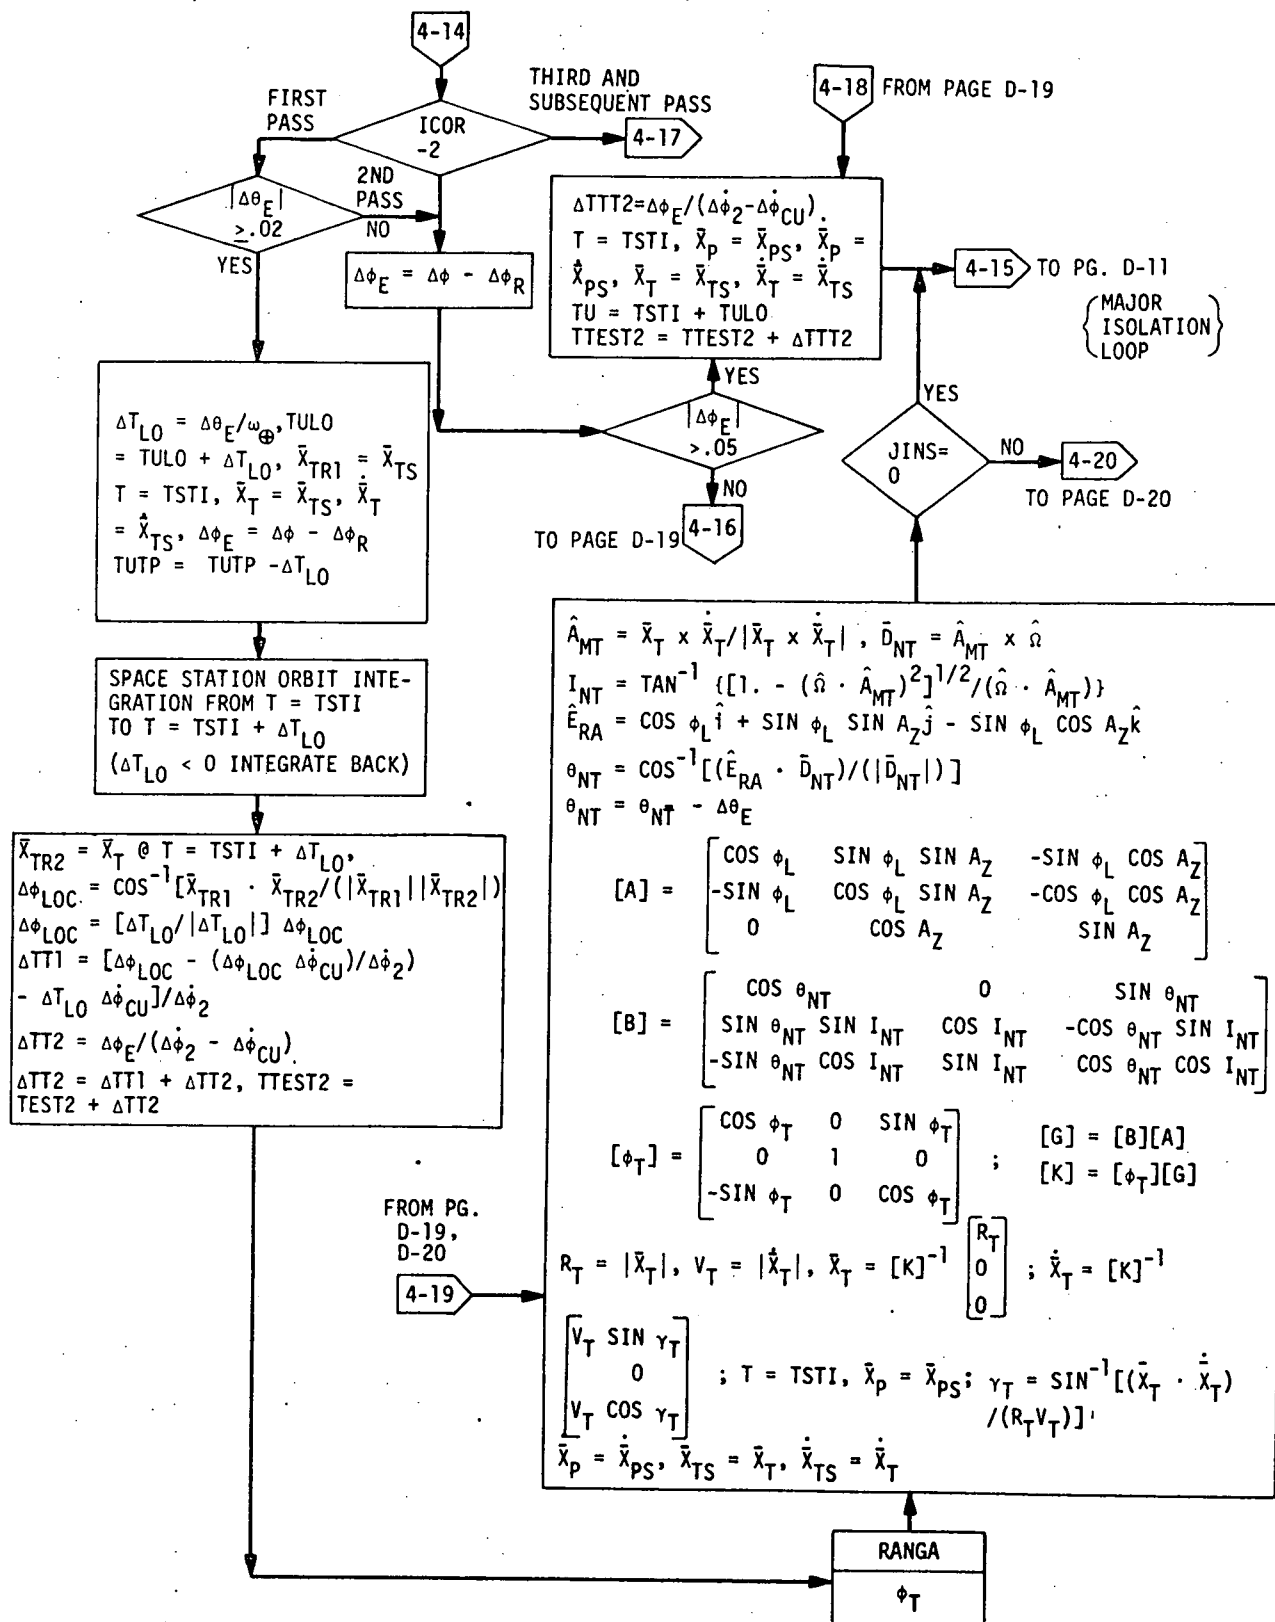 4-14
FIRST
PASS
THIRD AND
SUBSEQUENT PASS
ICOR
-2
4-17
4-18
FROM PAGE D-19
|Δθ_E|
≥.02
2ND
PASS
NO
YES
Δφ_E = Δφ - Δφ_R
ΔTTT2=Δφ_E/(Δφ̇_2-Δφ̇_CU).
T = TSTI, X̄_P = X̄_PS, Ẋ̄_P =
Ẋ̄_PS, X̄_T = X̄_TS, Ẋ̄_T = Ẋ̄_TS
TU = TSTI + TULO
TTEST2 = TTEST2 + ΔTTT2
4-15
TO PG. D-11
{MAJOR
ISOLATION
LOOP}
YES
|Δφ_E|
>.05
NO
4-16
TO PAGE D-19
YES
JINS=
0
NO
4-20
TO PAGE D-20
ΔT_LO = Δθ_E/ω_⊕,TULO
= TULO + ΔT_LO, X̄_TR1 = X̄_TS
T = TSTI, X̄_T = X̄_TS, Ẋ̄_T
= Ẋ̄_TS, Δφ_E = Δφ - Δφ_R
TUTP = TUTP -ΔT_LO
SPACE STATION ORBIT INTE-
GRATION FROM T = TSTI
TO T = TSTI + ΔT_LO
(ΔT_LO < 0 INTEGRATE BACK)
X̄_TR2 = X̄_T @ T = TSTI + ΔT_LO,
Δφ_LOC = COS⁻¹[X̄_TR1 · X̄_TR2/(|X̄_TR1||X̄_TR2|)
Δφ_LOC = [ΔT_LO/|ΔT_LO|] Δφ_LOC
ΔTT1 = [Δφ_LOC - (Δφ_LOC Δφ̇_CU)/Δφ̇_2)
- ΔT_LO Δφ̇_CU]/Δφ̇_2
ΔTT2 = Δφ_E/(Δφ̇_2 - Δφ̇_CU).
ΔTT2 = ΔTT1 + ΔTT2, TTEST2 =
TEST2 + ΔTT2
FROM PG.
D-19,
D-20
4-19
Â_MT = X̄_T x Ẋ̄_T/|X̄_T x Ẋ̄_T| , D̄_NT = Â_MT x Ω̂
I_NT = TAN⁻¹ {[1. - (Ω̂ · Â_MT)²]^1/2/(Ω̂ · Â_MT)}
Ê_RA = COS φ_L î + SIN φ_L SIN A_Z ĵ - SIN φ_L COS A_Z k̂
θ_NT = COS⁻¹[(Ê_RA · D̄_NT)/(|D̄_NT|)]
θ_NT = θ_NT - Δθ_E
COS φ_L SIN φ_L SIN A_Z -SIN φ_L COS A_Z
[A] = -SIN φ_L COS φ_L SIN A_Z -COS φ_L COS A_Z
0 COS A_Z SIN A_Z
COS θ_NT 0 SIN θ_NT
[B] = SIN θ_NT SIN I_NT COS I_NT -COS θ_NT SIN I_NT
-SIN θ_NT COS I_NT SIN I_NT COS θ_NT COS I_NT
COS φ_T 0 SIN φ_T
[φ_T] = 0 1 0 ;
-SIN φ_T 0 COS φ_T
[G] = [B][A]
[K] = [φ_T][G]
R_T = |X̄_T|, V_T = |Ẋ̄_T|, X̄_T = [K]⁻¹ [R_T 0 0] ; Ẋ̄_T = [K]⁻¹
V_T SIN γ_T
0 ; T = TSTI, X̄_P = X̄_PS; γ_T = SIN⁻¹[(X̄_T · Ẋ̄_T)
V_T COS γ_T /(R_T V_T)]
Ẋ̄_P = Ẋ̄_PS, X̄_TS = X̄_T, Ẋ̄_TS = Ẋ̄_T
RANGA
φ_T